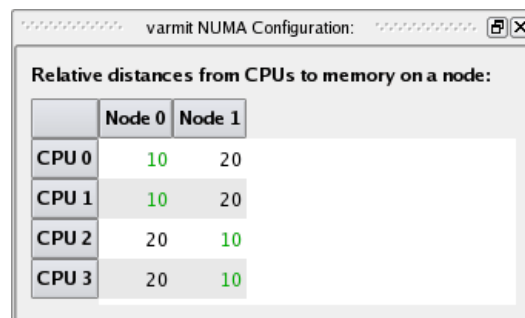 varmit NUMA Configuration:
Relative distances from CPUs to memory on a node:
Node 0 Node 1
CPU 0 10 20
CPU 1 10 20
CPU 2 20 10
CPU 3 20 10